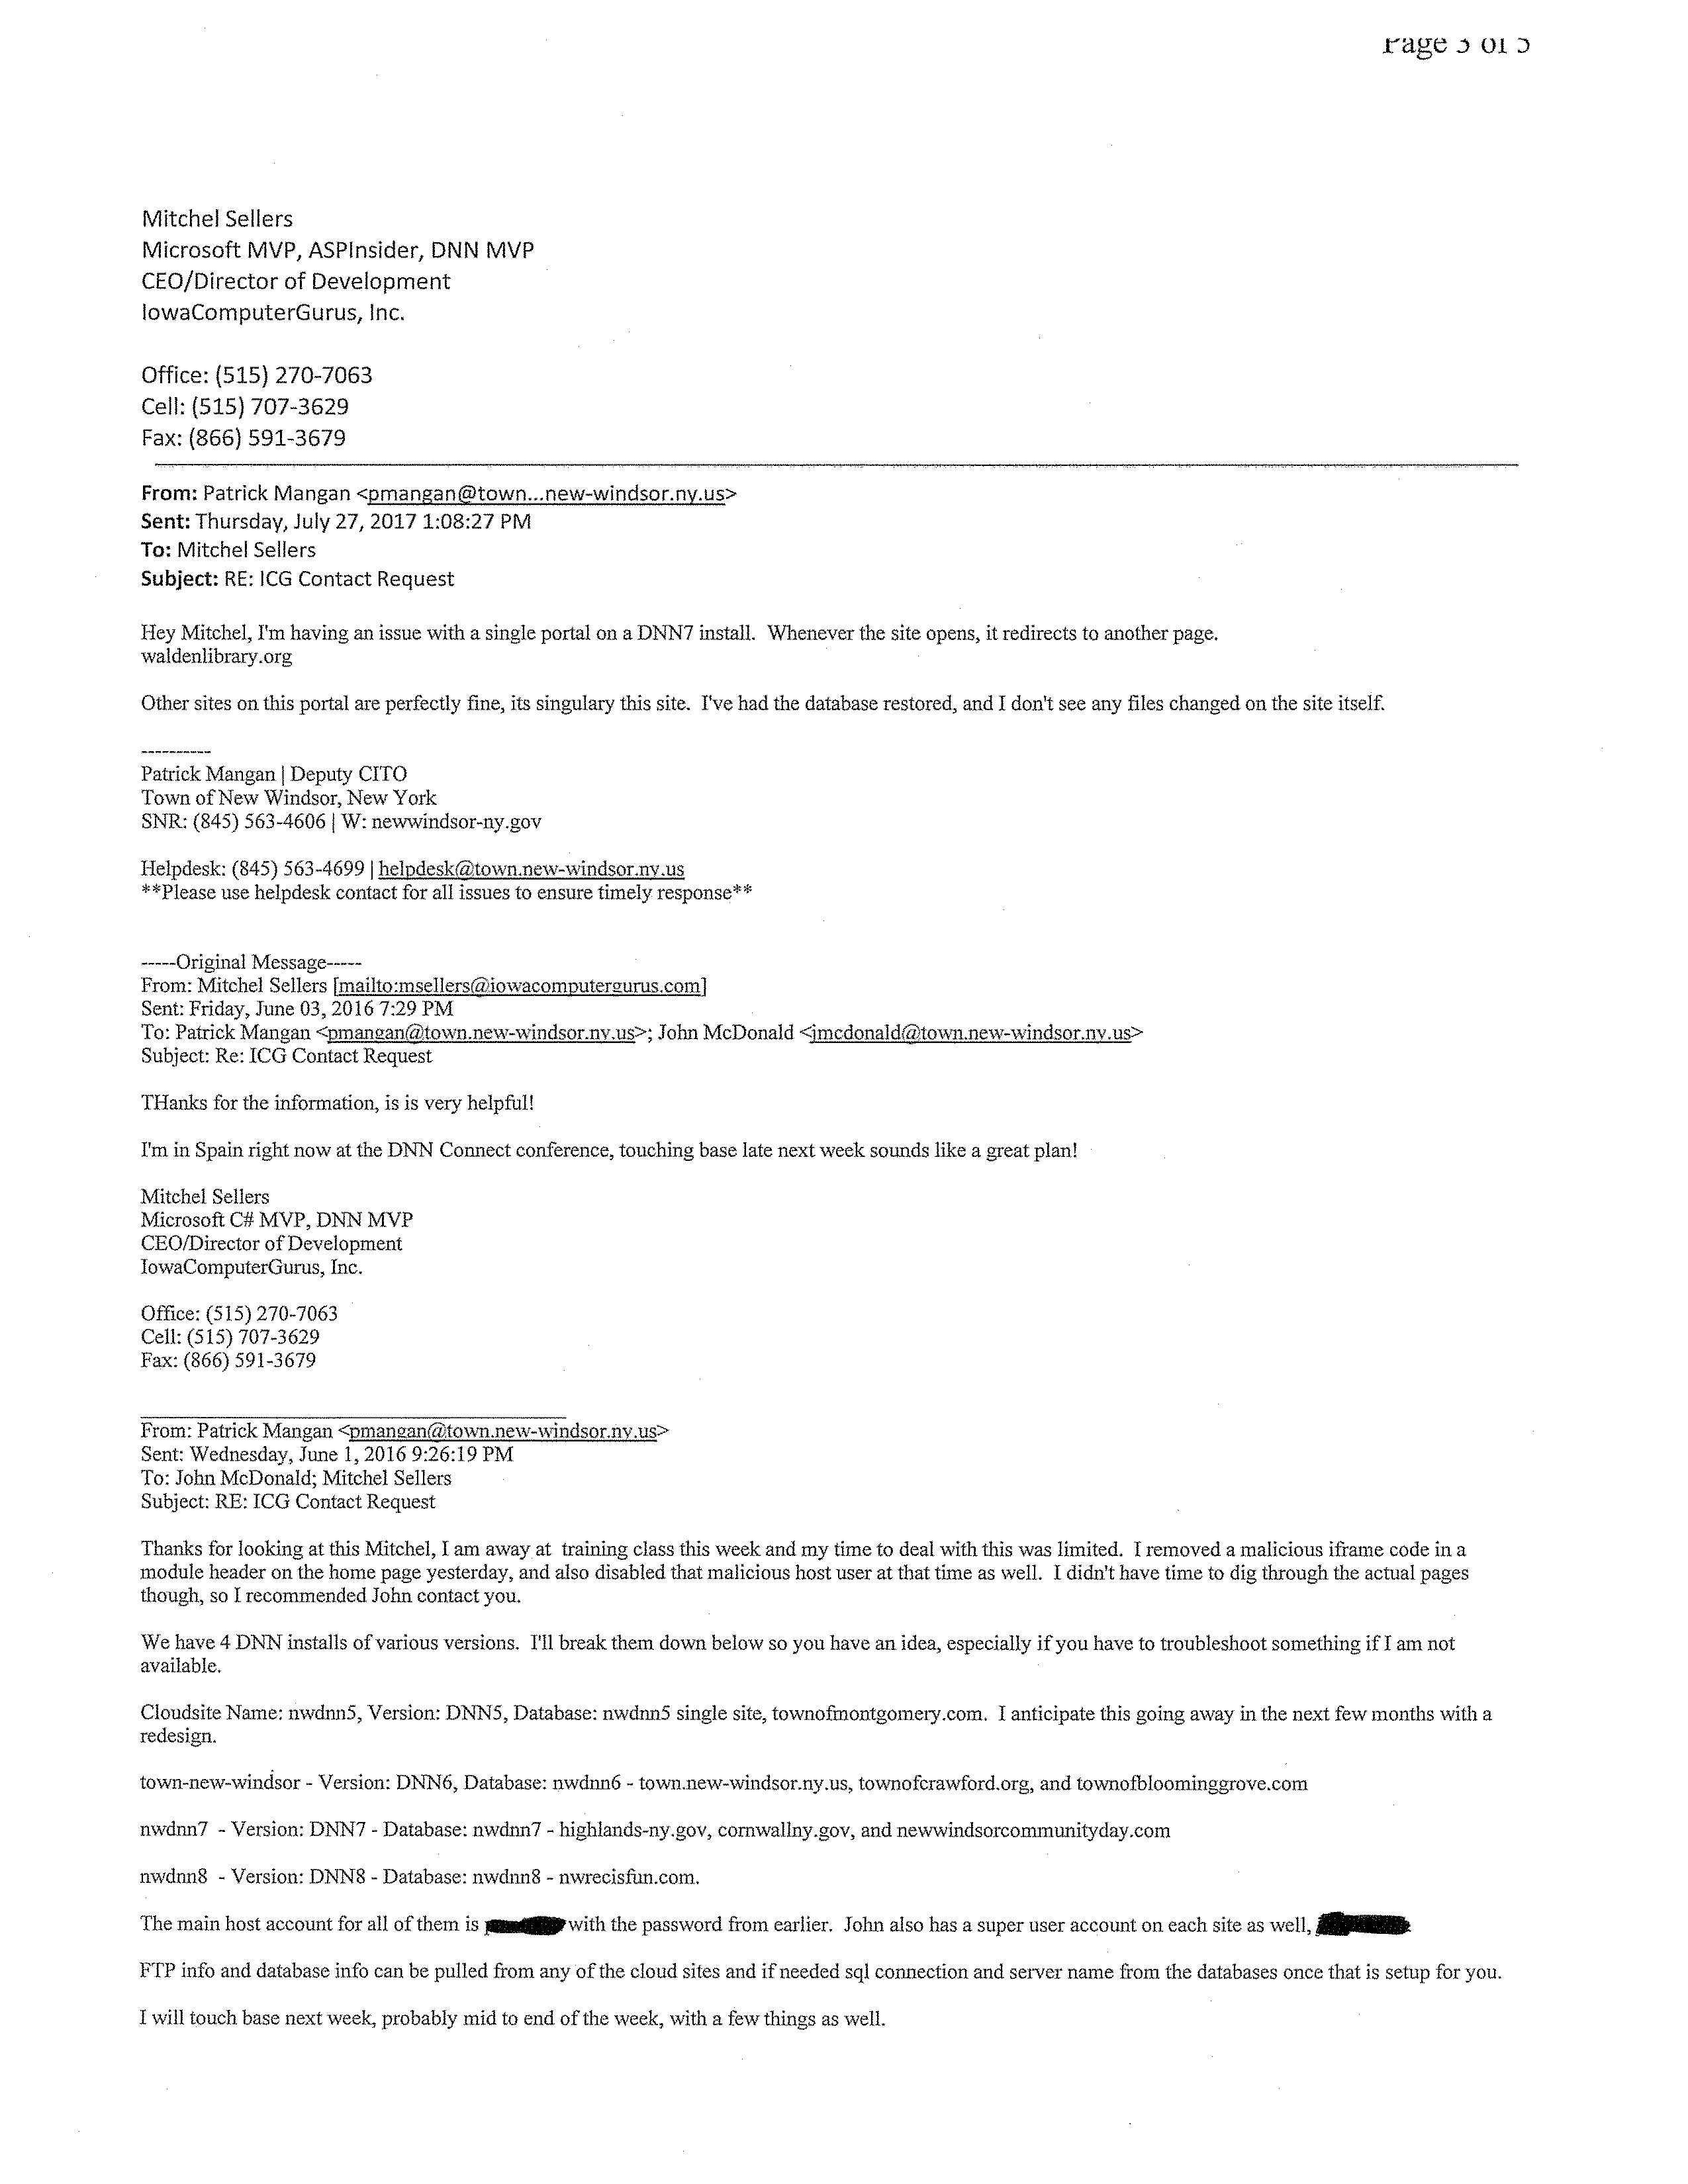 Page 5 of 5
Mitchel Sellers
Microsoft MVP, ASPInsider, DNN MVP
CEO/Director of Development
IowaComputerGurus, Inc.
Office: (515) 270-7063
Cell: (515) 707-3629
Fax: (866) 591-3679
From: Patrick Mangan <pmangan@town...new-windsor.ny.us>
Sent: Thursday, July 27, 2017 1:08:27 PM
To: Mitchel Sellers
Subject: RE: ICG Contact Request
Hey Mitchel, I'm having an issue with a single portal on a DNN7 install.  Whenever the site opens, it redirects to another page.
waldenlibrary.org
Other sites on this portal are perfectly fine, its singulary this site.  I've had the database restored, and I don't see any files changed on the site itself.
----------
Patrick Mangan | Deputy CITO
Town of New Windsor, New York
SNR: (845) 563-4606 | W: newwindsor-ny.gov
Helpdesk: (845) 563-4699 | helpdesk@town.new-windsor.ny.us
**Please use helpdesk contact for all issues to ensure timely response**
-----Original Message-----
From: Mitchel Sellers [mailto:msellers@iowacomputergurus.com]
Sent: Friday, June 03, 2016 7:29 PM
To: Patrick Mangan <pmangan@town.new-windsor.ny.us>; John McDonald <jmcdonald@town.new-windsor.ny.us>
Subject: Re: ICG Contact Request
THanks for the information, is is very helpful!
I'm in Spain right now at the DNN Connect conference, touching base late next week sounds like a great plan!
Mitchel Sellers
Microsoft C# MVP, DNN MVP
CEO/Director of Development
IowaComputerGurus, Inc.
Office: (515) 270-7063
Cell: (515) 707-3629
Fax: (866) 591-3679
From: Patrick Mangan <pmangan@town.new-windsor.ny.us>
Sent: Wednesday, June 1, 2016 9:26:19 PM
To: John McDonald; Mitchel Sellers
Subject: RE: ICG Contact Request
Thanks for looking at this Mitchel, I am away at  training class this week and my time to deal with this was limited.  I removed a malicious iframe code in a
module header on the home page yesterday, and also disabled that malicious host user at that time as well.  I didn't have time to dig through the actual pages
though, so I recommended John contact you.
We have 4 DNN installs of various versions.  I'll break them down below so you have an idea, especially if you have to troubleshoot something if I am not
available.
Cloudsite Name: nwdnn5, Version: DNN5, Database: nwdnn5 single site, townofmontgomery.com.  I anticipate this going away in the next few months with a
redesign.
town-new-windsor - Version: DNN6, Database: nwdnn6 - town.new-windsor.ny.us, townofcrawford.org, and townofbloominggrove.com
nwdnn7  - Version: DNN7 - Database: nwdnn7 - highlands-ny.gov, cornwallny.gov, and newwindsorcommunityday.com
nwdnn8  - Version: DNN8 - Database: nwdnn8 - nwrecisfun.com.
The main host account for all of them is with the password from earlier.  John also has a super user account on each site as well,
FTP info and database info can be pulled from any of the cloud sites and if needed sql connection and server name from the databases once that is setup for you.
I will touch base next week, probably mid to end of the week, with a few things as well.